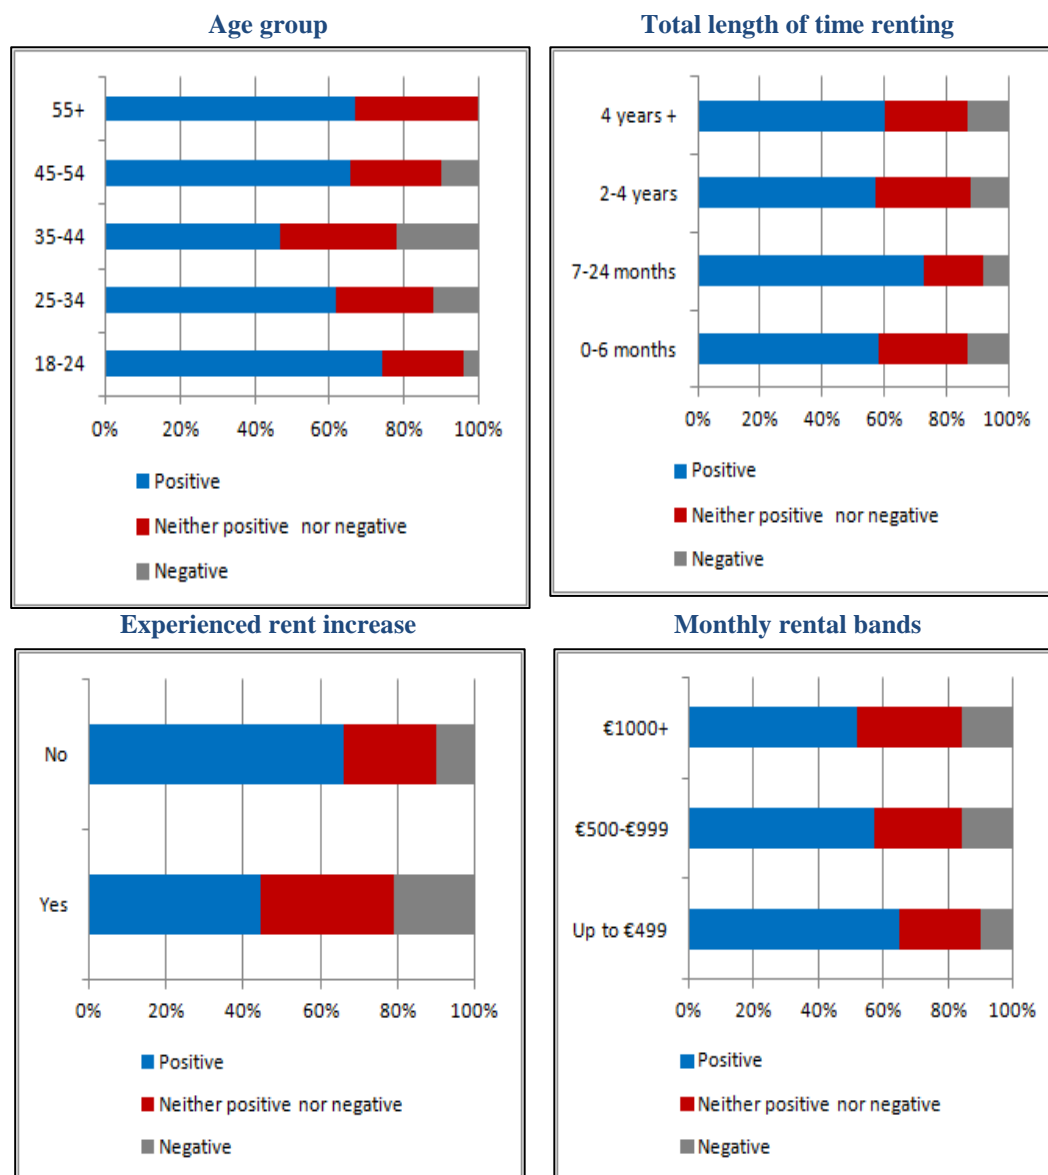 Age group
55+
45-54
35-44
25-34
18-24
0% 20% 40% 60% 80% 100%
Positive
Neither positive nor negative
Negative
Total length of time renting
4 years +
2-4 years
7-24 months
0-6 months
0% 20% 40% 60% 80% 100%
Positive
Neither positive nor negative
Negative
Experienced rent increase
No
Yes
0% 20% 40% 60% 80% 100%
Positive
Neither positive nor negative
Negative
Monthly rental bands
€1000+
€500-€999
Up to €499
0% 20% 40% 60% 80% 100%
Positive
Neither positive nor negative
Negative